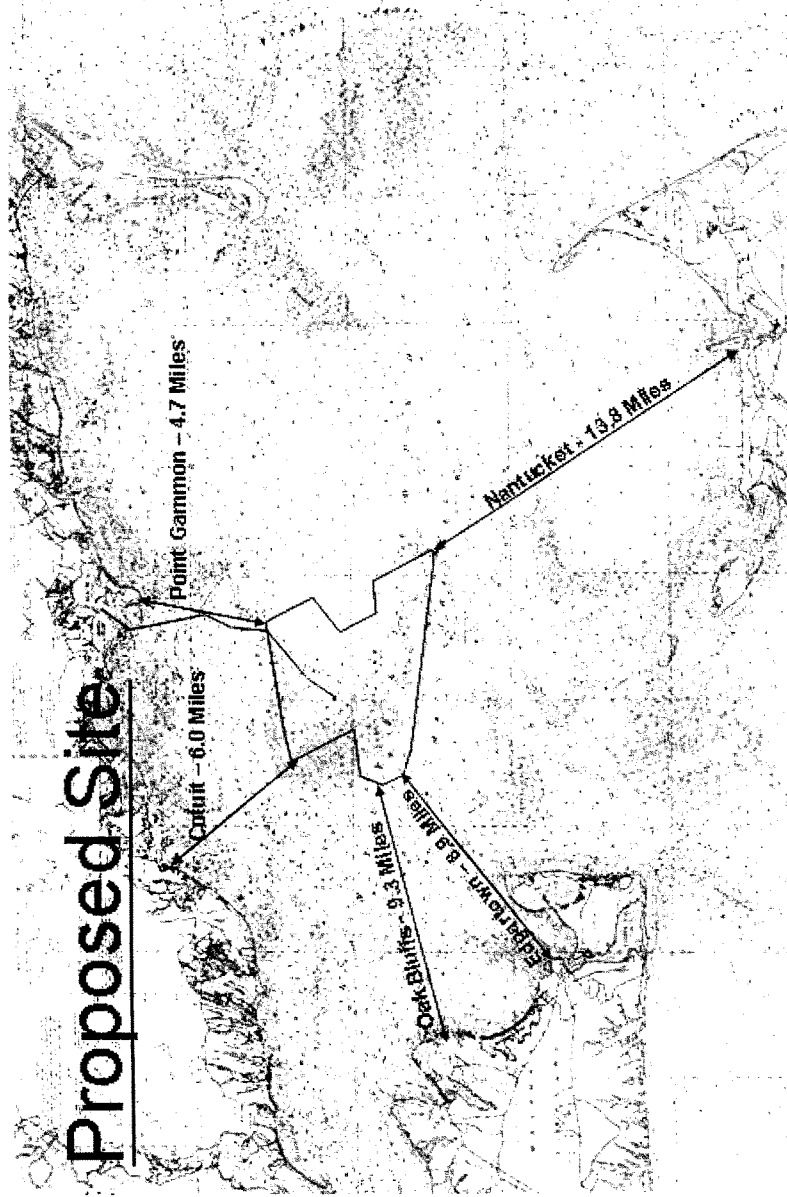 Proposed Site
Point Gammon – 4.7 Miles
Cotuit – 6.0 Miles
Nantucket - 13.8 Miles
Oak Bluffs - 9.3 Miles
Edgartown – 8.9 Miles